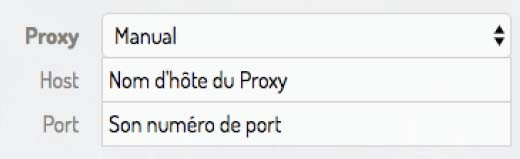 Proxy Manual
Host Nom d'hôte du Proxy
Port Son numéro de port